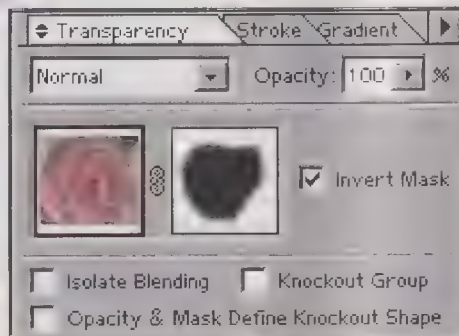 Transparency Stroke Gradient
Normal Opacity: 100 %
Invert Mask
Isolate Blending Knockout Group
Opacity & Mask Define Knockout Shape